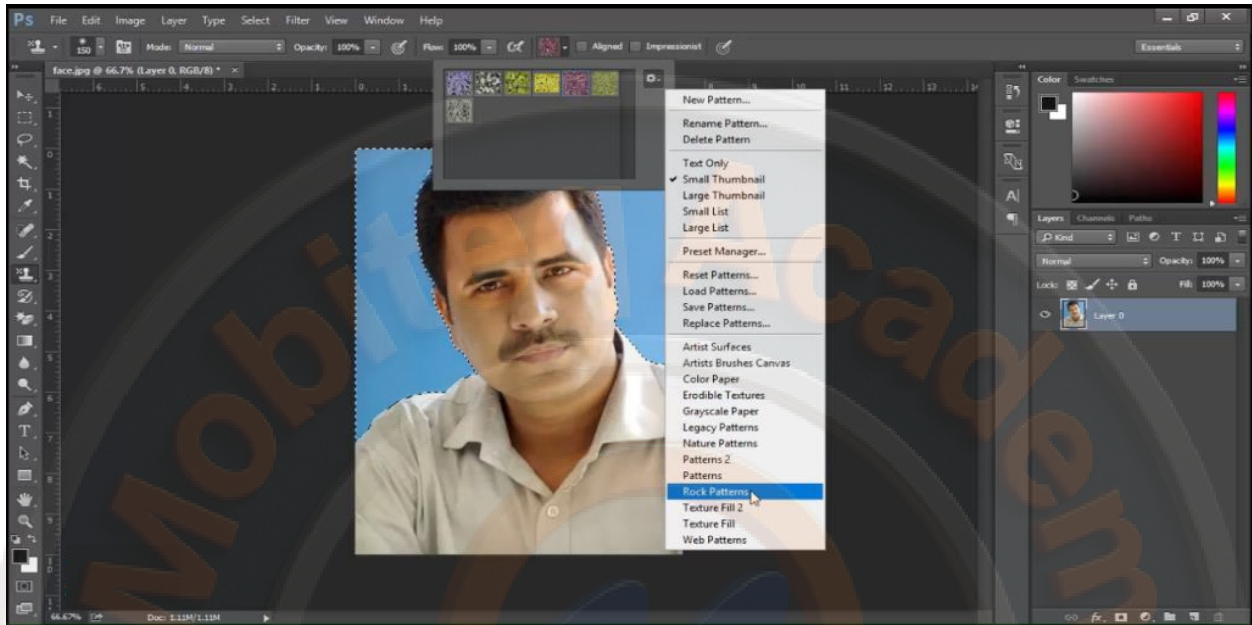 Ps File Edit Image Layer Type Select Filter View Window Help
150 Mode: Normal Opacity: 100% Flow: 100% Aligned Impressionist Essentials
face.jpg @ 66.7% (Layer 0, RGB/8) * ×
New Pattern...
Rename Pattern...
Delete Pattern
Text Only
Small Thumbnail
Large Thumbnail
Small List
Large List
Preset Manager...
Reset Patterns...
Load Patterns...
Save Patterns...
Replace Patterns...
Artist Surfaces
Artists Brushes Canvas
Color Paper
Erodible Textures
Grayscale Paper
Legacy Patterns
Nature Patterns
Patterns 2
Patterns
Rock Patterns
Texture Fill 2
Texture Fill
Web Patterns
Color Swatches
Layers Channels Paths
Kind
Normal Opacity: 100%
Lock: Fill: 100%
Layer 0
66.67% Doc: 1.11M/1.11M
Mobitel Academ